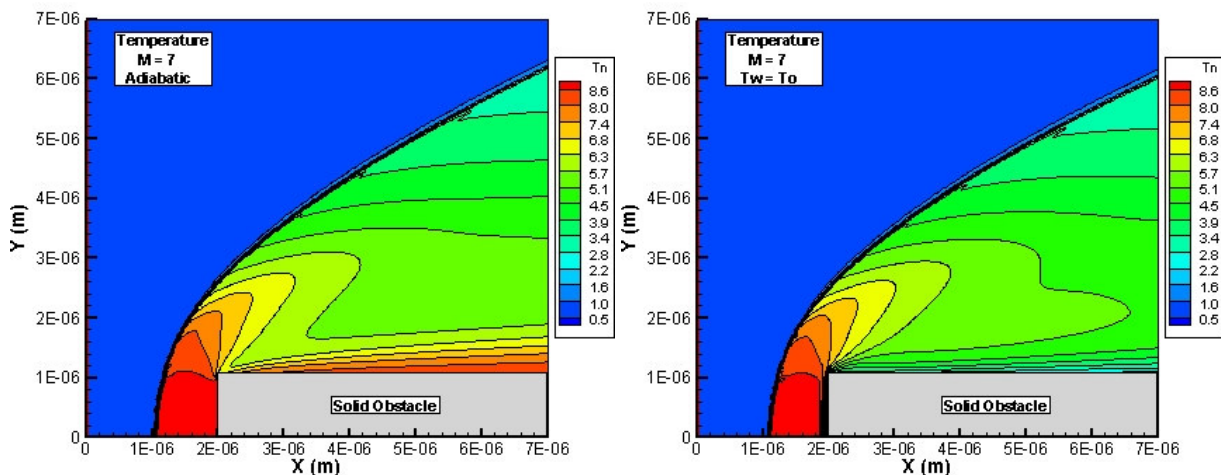 Temperature
M = 7
Adiabatic
7E-06
6E-06
5E-06
4E-06
3E-06
2E-06
1E-06
0
Y (m)
0 1E-06 2E-06 3E-06 4E-06 5E-06 6E-06 7E-06
X (m)
Solid Obstacle
Tn
8.6
8.0
7.4
6.8
6.3
5.7
5.1
4.5
3.9
3.4
2.8
2.2
1.6
1.0
0.5
Temperature
M = 7
Tw= To
7E-06
6E-06
5E-06
4E-06
3E-06
2E-06
1E-06
0
Y (m)
0 1E-06 2E-06 3E-06 4E-06 5E-06 6E-06 7E-06
X (m)
Solid Obstacle
Tn
8.6
8.0
7.4
6.8
6.3
5.7
5.1
4.5
3.9
3.4
2.8
2.2
1.6
1.0
0.5